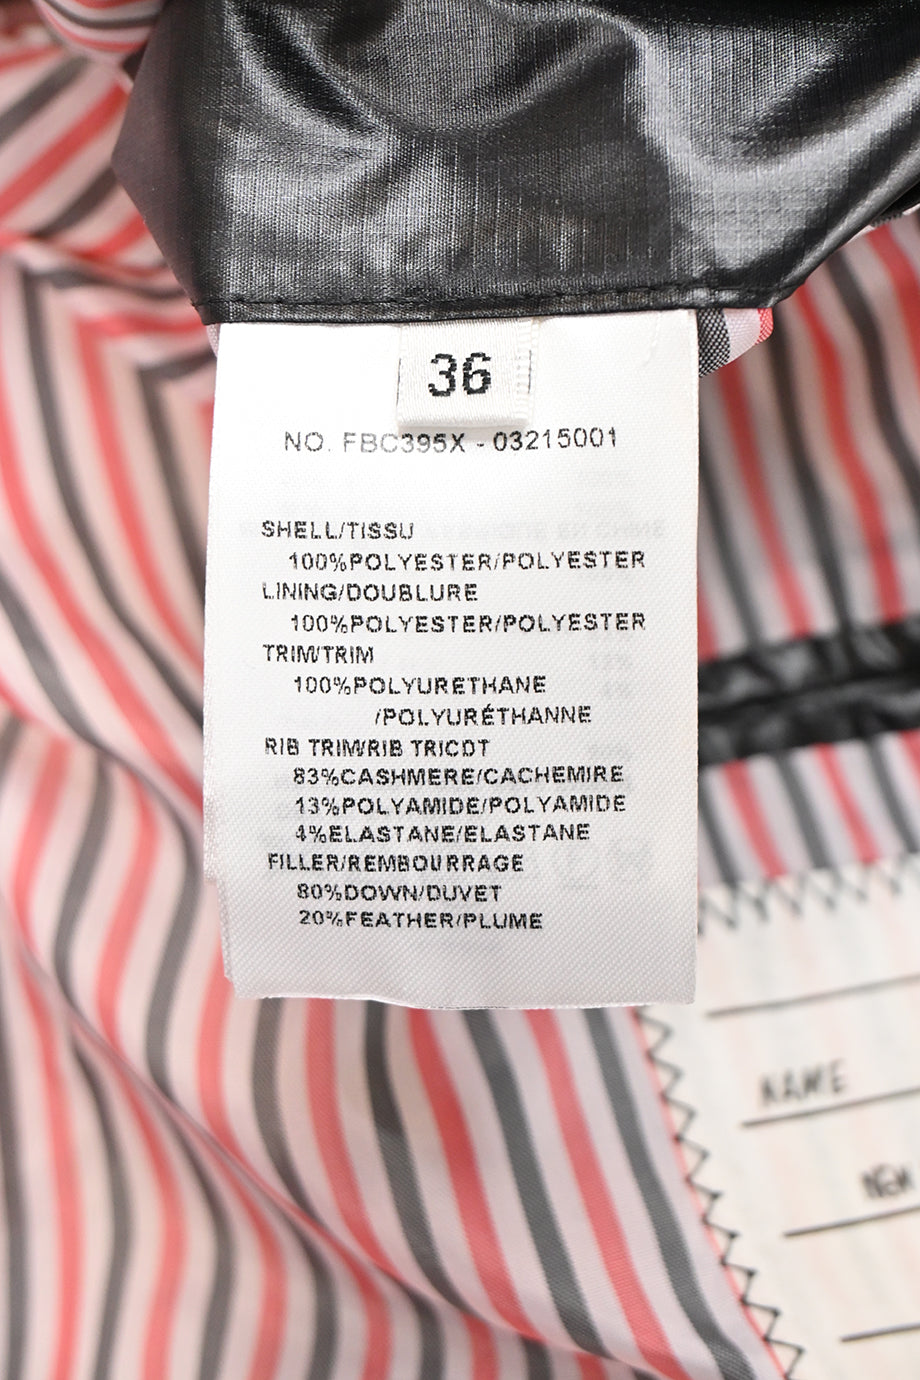 36
NO. FBC395X - 03215001
SHELL/TISSU
100%POLYESTER/POLYESTER
LINING/DOUBLURE
100%POLYESTER/POLYESTER
TRIM/TRIM
100%POLYURETHANE
/POLYURÉTHANNE
RIB TRIM/RIB TRICOT
83%CASHMERE/CACHEMIRE
13%POLYAMIDE/POLYAMIDE
4%ELASTANE/ELASTANE
FILLER/REMBOURRAGE
80%DOWN/DUVET
20%FEATHER/PLUME
NAME
NEW